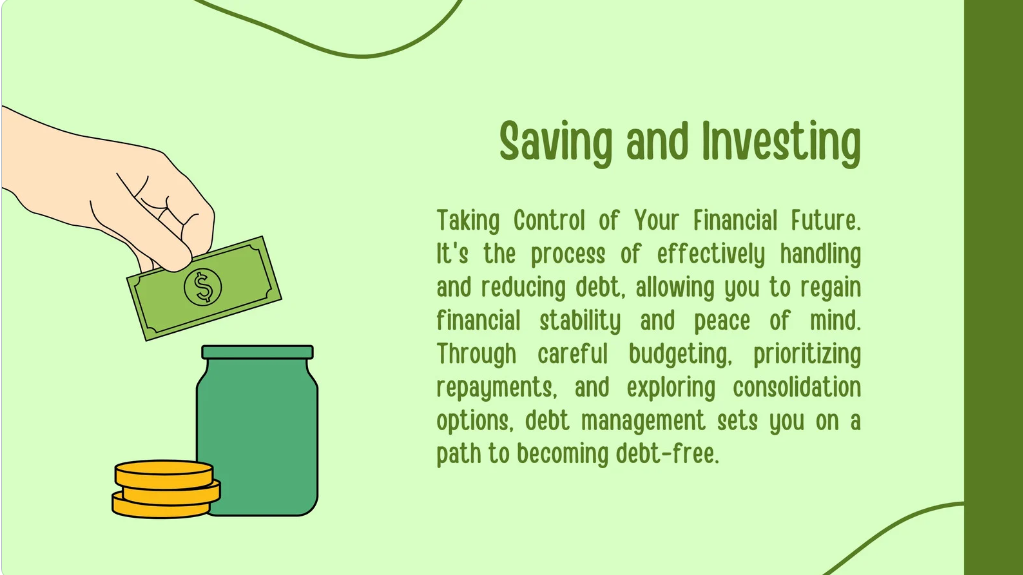 Saving and Investing
Taking Control of Your Financial Future.
It's the process of effectively handling
and reducing debt, allowing you to regain
financial stability and peace of mind.
Through careful budgeting, prioritizing
repayments, and exploring consolidation
options, debt management sets you on a
path to becoming debt-free.
$